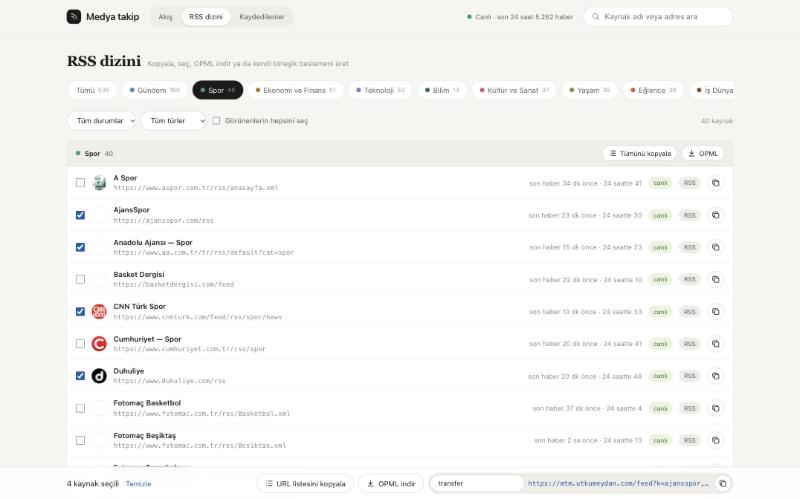 Medya takip
Akış
RSS dizini
Kaydedilenler
Canlı · son 24 saat 5.262 haber
Kaynak adı veya adres ara
RSS dizini
Kopyala, seç, OPML indir ya da kendi birleşik beslemeni üret
Tümü 535
Gündem 160
Spor 40
Ekonomi ve Finans 61
Teknoloji 53
Bilim 13
Kültür ve Sanat 37
Yaşam 35
Eğlence 36
İş Dünya
Tüm durumlar
Tüm türler
Görünenlerin hepsini seç
40 kaynak
Spor 40
Tümünü kopyala
OPML
A Spor
https://www.aspor.com.tr/rss/anasayfa.xml
son haber 34 dk önce · 24 saatte 41
canlı
RSS
AjansSpor
https://ajansspor.com/rss
son haber 23 dk önce · 24 saatte 30
canlı
RSS
Anadolu Ajansı — Spor
https://www.aa.com.tr/tr/rss/default?cat=spor
son haber 15 dk önce · 24 saatte 23
canlı
RSS
Basket Dergisi
https://basketdergisi.com/feed
son haber 22 dk önce · 24 saatte 10
canlı
RSS
CNN Türk Spor
https://www.cnnturk.com/feed/rss/spor/news
son haber 10 dk önce · 24 saatte 33
canlı
RSS
Cumhuriyet — Spor
https://www.cumhuriyet.com.tr/rss/spor
son haber 20 dk önce · 24 saatte 41
canlı
RSS
Duhuliye
https://www.duhuliye.com/rss
son haber 20 dk önce · 24 saatte 48
canlı
RSS
Fotomaç Basketbol
https://www.fotomac.com.tr/rss/Basketbol.xml
son haber 37 dk önce · 24 saatte 4
canlı
RSS
Fotomaç Beşiktaş
https://www.fotomac.com.tr/rss/Besiktas.xml
son haber 2 sa önce · 24 saatte 13
canlı
RSS
4 kaynak seçili
Temizle
URL listesini kopyala
OPML indir
transfer
https://mtm.utkumeydan.com/feed?k=ajansspor,…